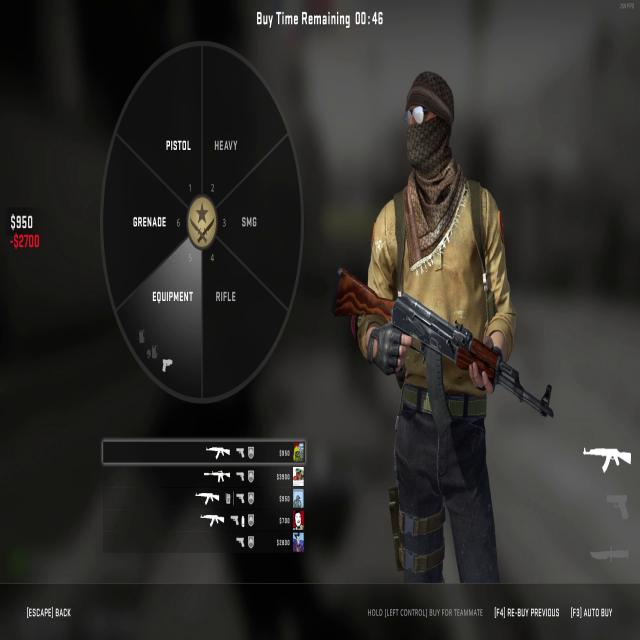 Buy Time Remaining 00:46
PISTOL
HEAVY
1
2
GRENADE
6
3
SMG
5
4
EQUIPMENT
RIFLE
$950
-$2700
$950
$3900
$950
$700
$2800
[ESCAPE] BACK
HOLD [LEFT CONTROL] BUY FOR TEAMMATE
[F4] RE-BUY PREVIOUS
[F3] AUTO BUY